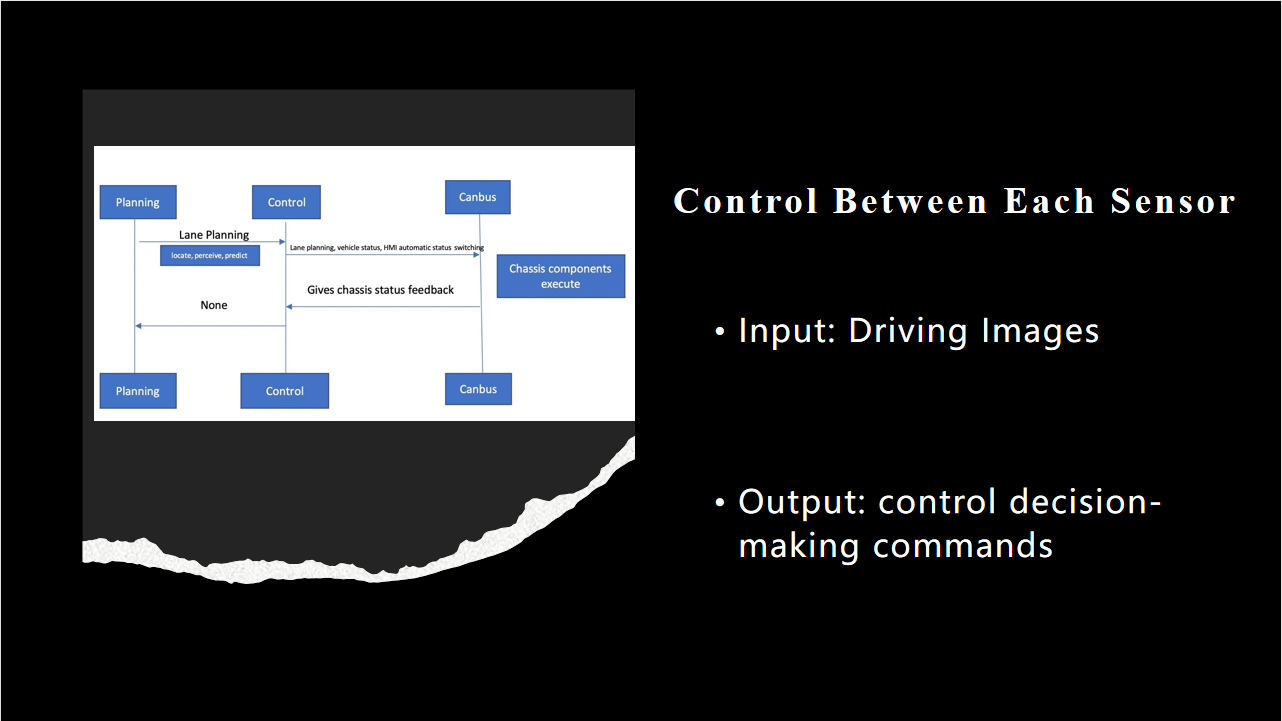 Planning
Control
Canbus
Lane Planning
locate, perceive, predict
Lane planning, vehicle status, HMI automatic status switching
Chassis components
execute
Gives chassis status feedback
None
Planning
Control
Canbus
Control Between Each Sensor
• Input: Driving Images
• Output: control decision-
making commands